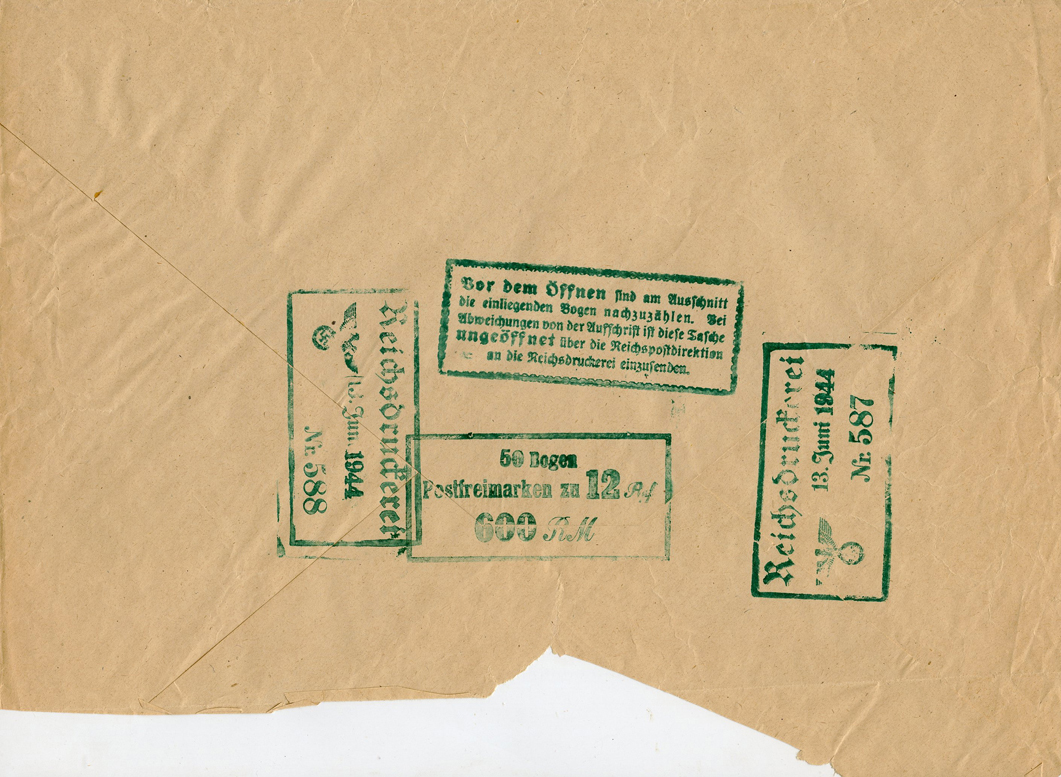 Vor dem Öffnen sind am Ausschnitt
die einliegenden Bogen nachzuzählen. Bei
Abweichungen von der Aufschrift ist diese Tasche
ungeöffnet über die Reichspostdirektion
an die Reichsdruckerei einzusenden.
Reichsdruckerei
13. Juni 1944
Nr. 588
50 Bogen
Postfreimarken zu 12 Rpf
600 RM
Reichsdruckerei
13. Juni 1944
Nr. 587